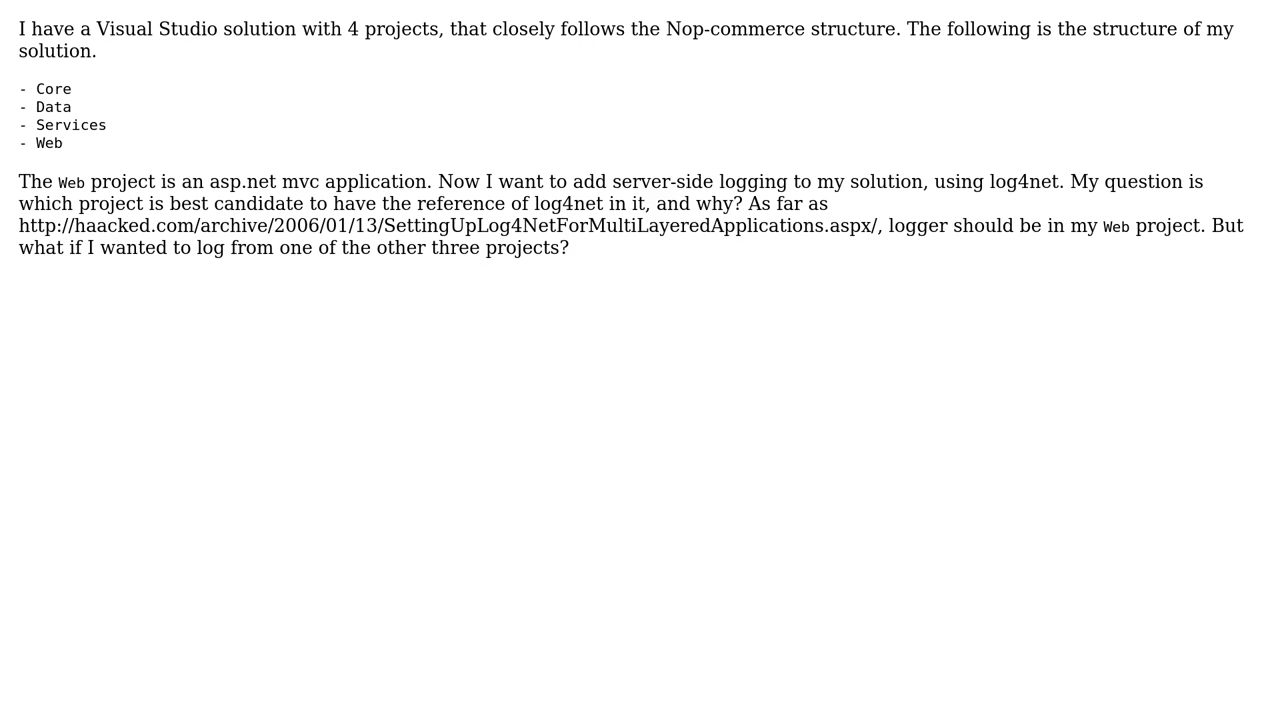 I have a Visual Studio solution with 4 projects, that closely follows the Nop-commerce structure. The following is the structure of my
solution.
- Core
- Data
- Services
- Web
The Web project is an asp.net mvc application. Now I want to add server-side logging to my solution, using log4net. My question is
which project is best candidate to have the reference of log4net in it, and why? As far as
http://haacked.com/archive/2006/01/13/SettingUpLog4NetForMultiLayeredApplications.aspx/, logger should be in my Web project. But
what if I wanted to log from one of the other three projects?